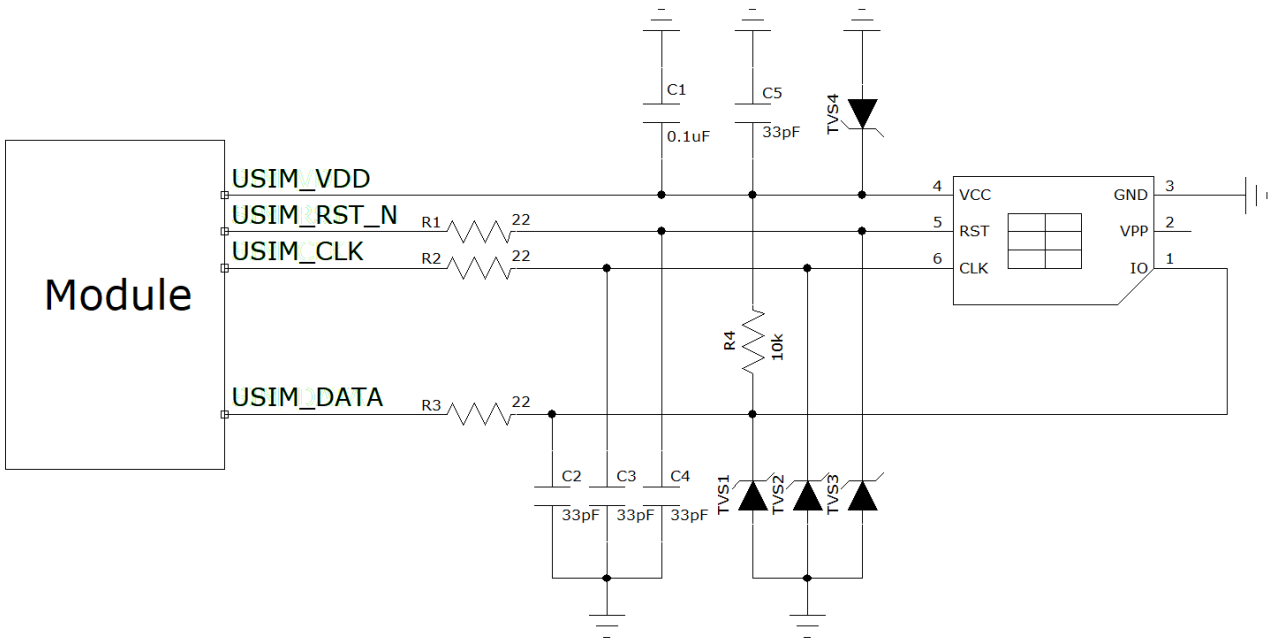 C1
0.1uF
C5
33pF
TVS4
USIM_VDD
USIM_RST_N
R1
22
USIM_CLK
R2
22
Module
4
VCC
GND
3
5
RST
VPP
2
6
CLK
IO
1
R4
10k
USIM_DATA
R3
22
C2
33pF
C3
33pF
C4
33pF
TVS1
TVS2
TVS3